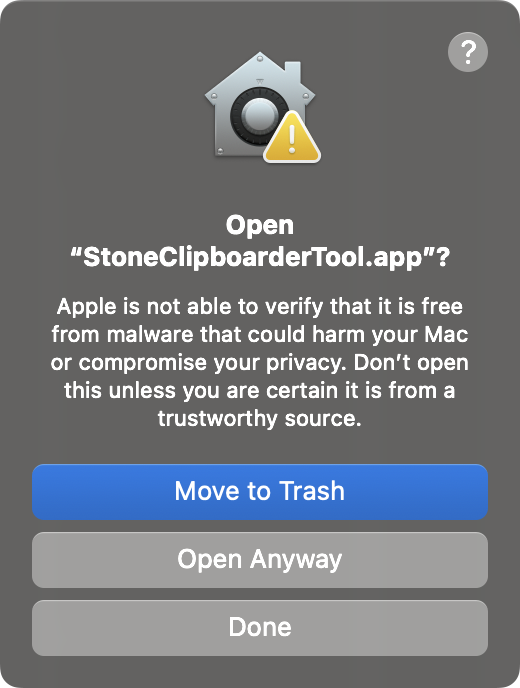 ?
Open
“StoneClipboarderTool.app”?
Apple is not able to verify that it is free
from malware that could harm your Mac
or compromise your privacy. Don’t open
this unless you are certain it is from a
trustworthy source.
Move to Trash
Open Anyway
Done